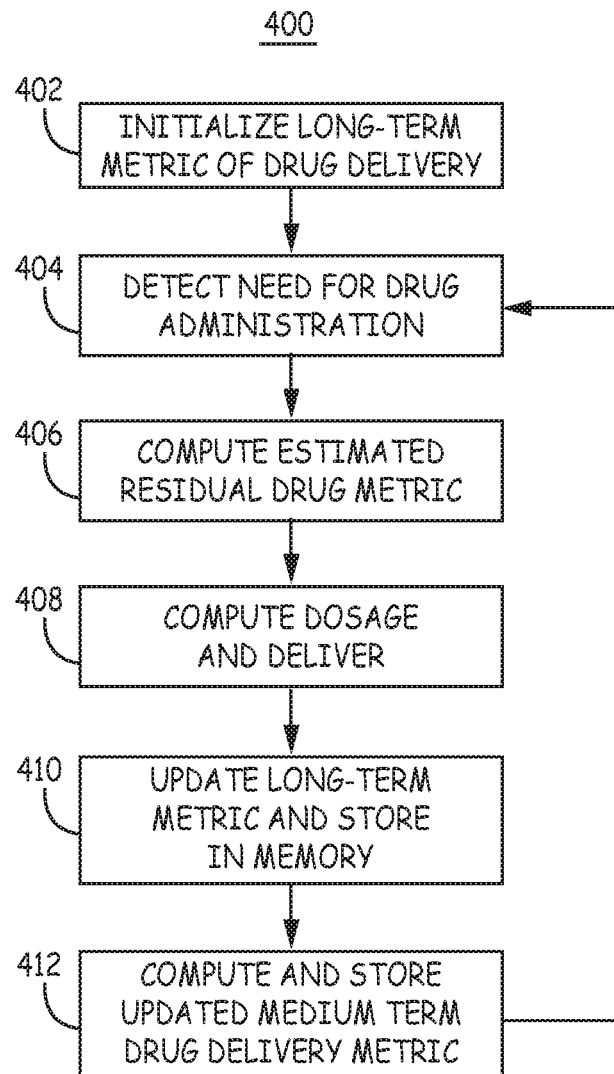 400
402
INITIALIZE LONG-TERM
METRIC OF DRUG DELIVERY
404
DETECT NEED FOR DRUG
ADMINISTRATION
406
COMPUTE ESTIMATED
RESIDUAL DRUG METRIC
408
COMPUTE DOSAGE
AND DELIVER
410
UPDATE LONG-TERM
METRIC AND STORE
IN MEMORY
412
COMPUTE AND STORE
UPDATED MEDIUM TERM
DRUG DELIVERY METRIC